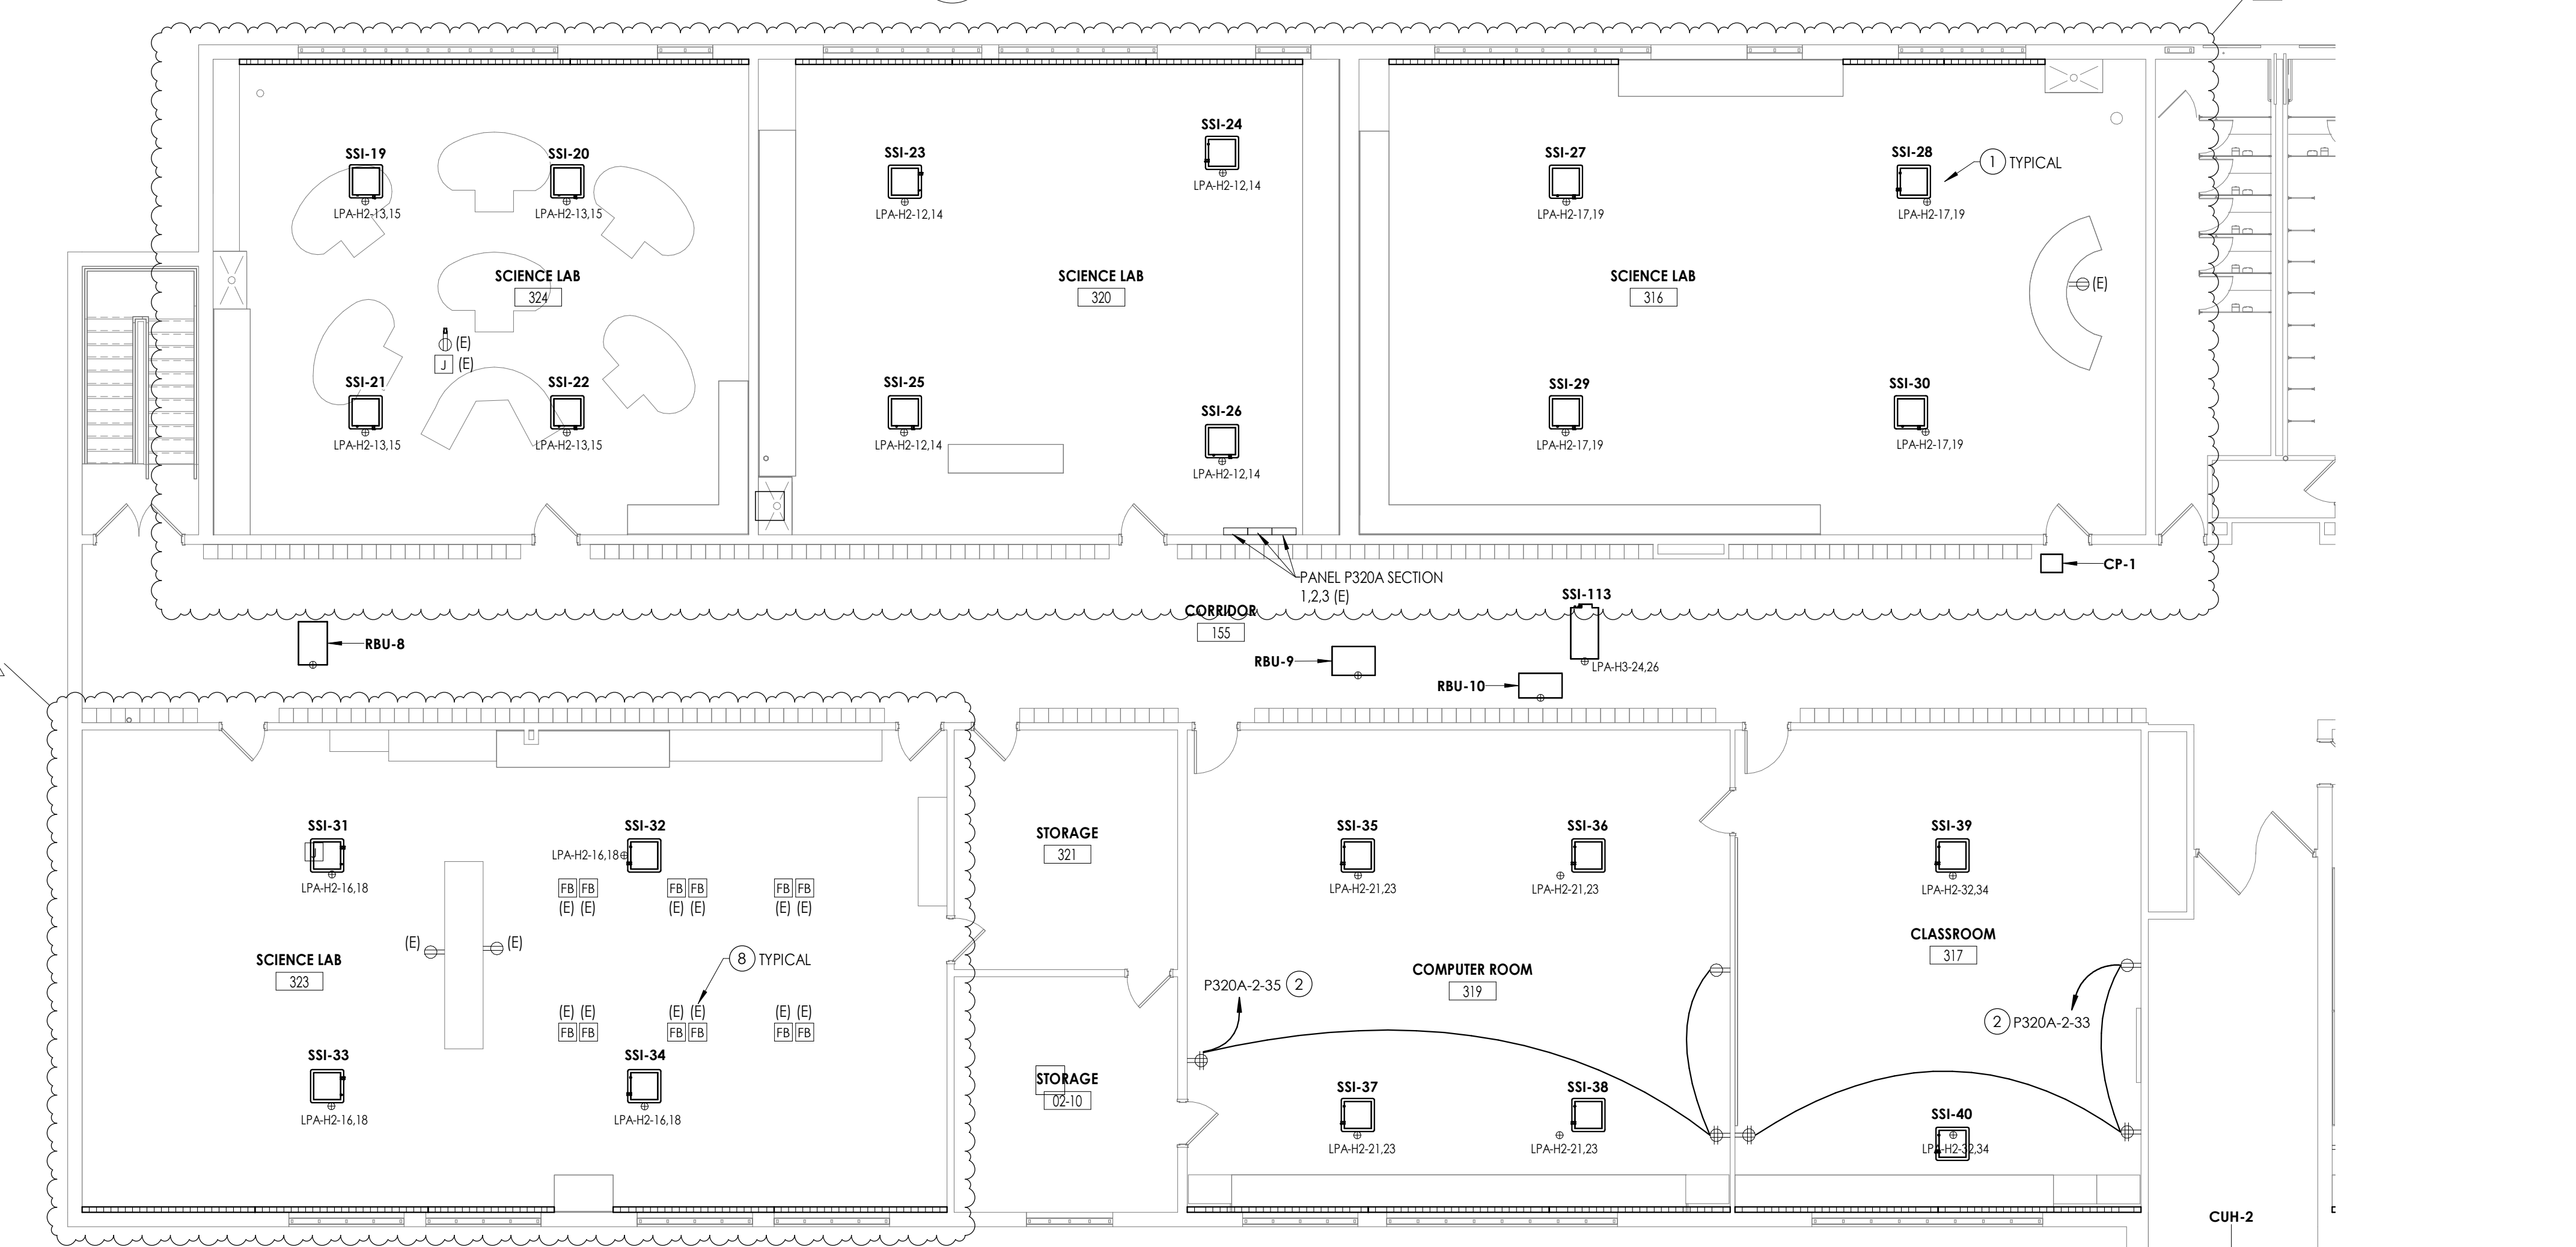 SSI-19
LPA-H2-13,15
SSI-20
LPA-H2-13,15
SSI-23
LPA-H2-12,14
SSI-24
LPA-H2-12,14
SSI-27
LPA-H2-17,19
SSI-28
LPA-H2-17,19
1 TYPICAL
SCIENCE LAB
324
SCIENCE LAB
320
SCIENCE LAB
316
(E)
(E)
J (E)
SSI-21
LPA-H2-13,15
SSI-22
LPA-H2-13,15
SSI-25
LPA-H2-12,14
SSI-26
LPA-H2-12,14
SSI-29
LPA-H2-17,19
SSI-30
LPA-H2-17,19
PANEL P320A SECTION
1,2,3 (E)
CP-1
CORRIDOR
155
SSI-113
LPA-H3-24,26
RBU-8
RBU-9
RBU-10
SSI-31
LPA-H2-16,18
SSI-32
LPA-H2-16,18
FB FB FB FB FB FB
(E) (E) (E) (E) (E) (E)
STORAGE
321
SSI-35
LPA-H2-21,23
SSI-36
LPA-H2-21,23
SSI-39
LPA-H2-32,34
(E)
(E)
SCIENCE LAB
323
8 TYPICAL
COMPUTER ROOM
319
CLASSROOM
317
P320A-2-35 2
2 P320A-2-33
(E) (E) (E) (E) (E) (E)
FB FB FB FB FB FB
SSI-33
LPA-H2-16,18
SSI-34
LPA-H2-16,18
STORAGE
02-10
SSI-37
LPA-H2-21,23
SSI-38
LPA-H2-21,23
SSI-40
LPA-H2-32,34
CUH-2